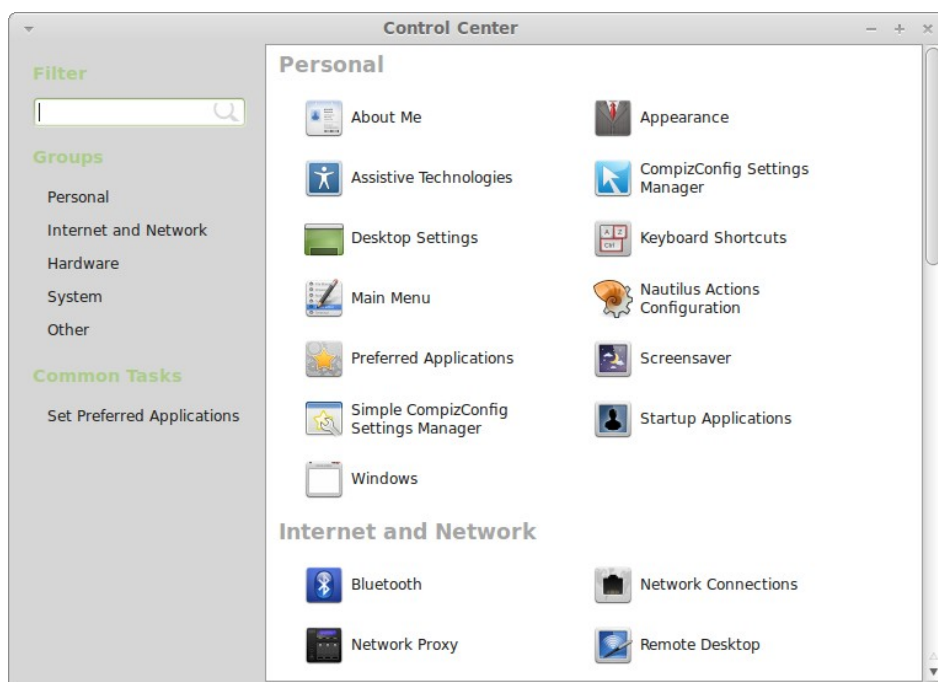 Control Center
Filter
Groups
Personal
Internet and Network
Hardware
System
Other
Common Tasks
Set Preferred Applications
Personal
About Me
Appearance
Assistive Technologies
CompizConfig Settings
Manager
Desktop Settings
Keyboard Shortcuts
Main Menu
Nautilus Actions
Configuration
Preferred Applications
Screensaver
Simple CompizConfig
Settings Manager
Startup Applications
Windows
Internet and Network
Bluetooth
Network Connections
Network Proxy
Remote Desktop